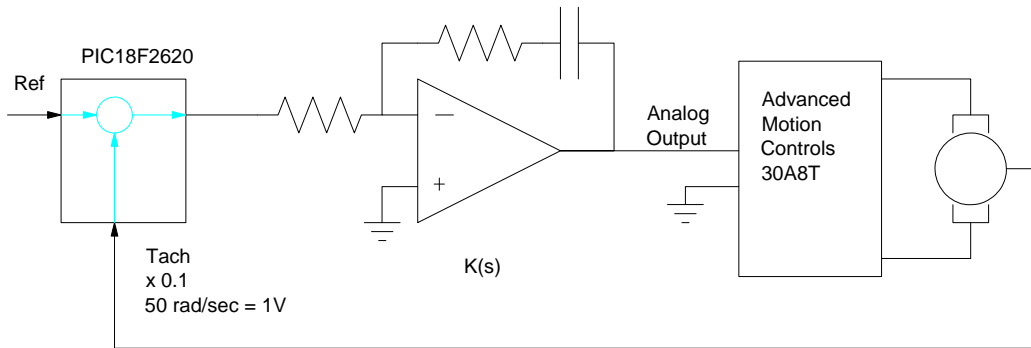 PIC18F2620
Ref
Tach
x 0.1
50 rad/sec = 1V
K(s)
Analog
Output
Advanced
Motion
Controls
30A8T